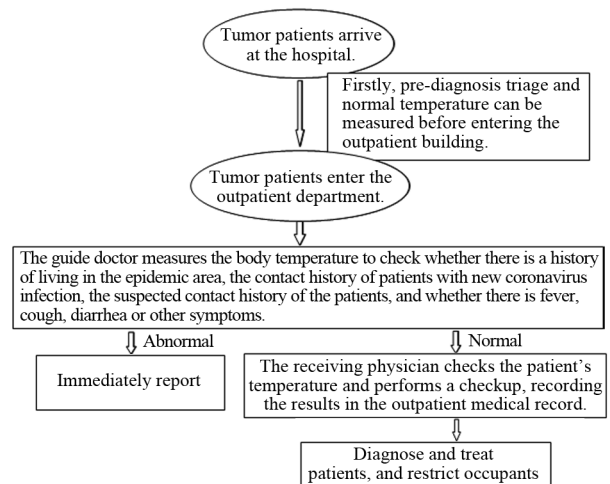 Tumor patients arrive
at the hospital.
Firstly, pre-diagnosis triage and
normal temperature can be
measured before entering the
outpatient building.
Tumor patients enter the
outpatient department.
The guide doctor measures the body temperature to check whether there is a history
of living in the epidemic area, the contact history of patients with new coronavirus
infection, the suspected contact history of the patients, and whether there is fever,
cough, diarrhea or other symptoms.
Abnormal
Normal
Immediately report
The receiving physician checks the patient's
temperature and performs a checkup, recording
the results in the outpatient medical record.
Diagnose and treat
patients, and restrict occupants